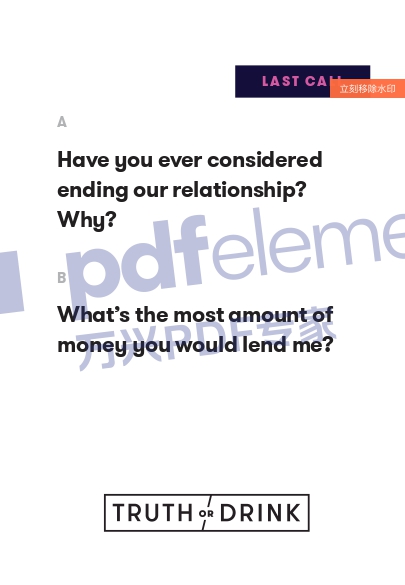 LAST CALL
立刻移除水印
A
Have you ever considered
ending our relationship?
Why?
pdfeleme
B
What’s the most amount of
money you would lend me?
万兴PDF专家
TRUTH OR DRINK